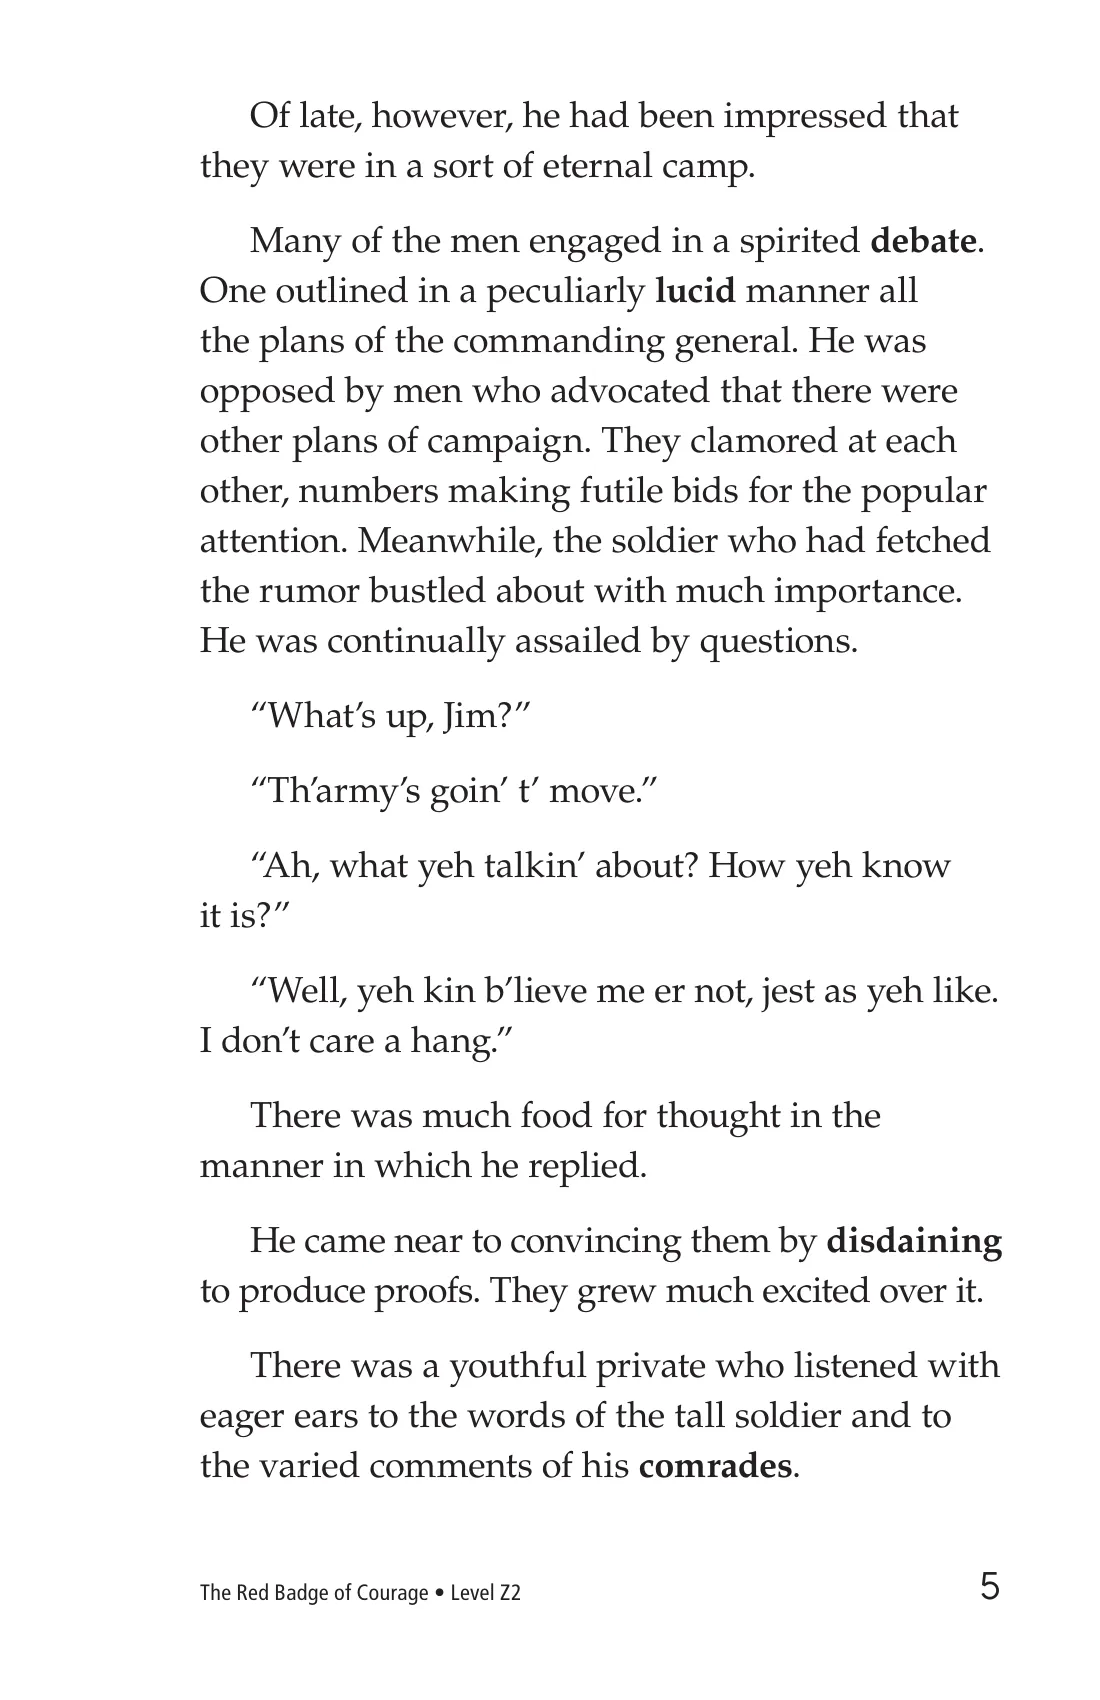 Of late, however, he had been impressed that
they were in a sort of eternal camp.
Many of the men engaged in a spirited debate.
One outlined in a peculiarly lucid manner all
the plans of the commanding general. He was
opposed by men who advocated that there were
other plans of campaign. They clamored at each
other, numbers making futile bids for the popular
attention. Meanwhile, the soldier who had fetched
the rumor bustled about with much importance.
He was continually assailed by questions.
“What’s up, Jim?”
“Th’army’s goin’ t’ move.”
“Ah, what yeh talkin’ about? How yeh know
it is?”
“Well, yeh kin b’lieve me er not, jest as yeh like.
I don’t care a hang.”
There was much food for thought in the
manner in which he replied.
He came near to convincing them by disdaining
to produce proofs. They grew much excited over it.
There was a youthful private who listened with
eager ears to the words of the tall soldier and to
the varied comments of his comrades.
The Red Badge of Courage • Level Z2
5